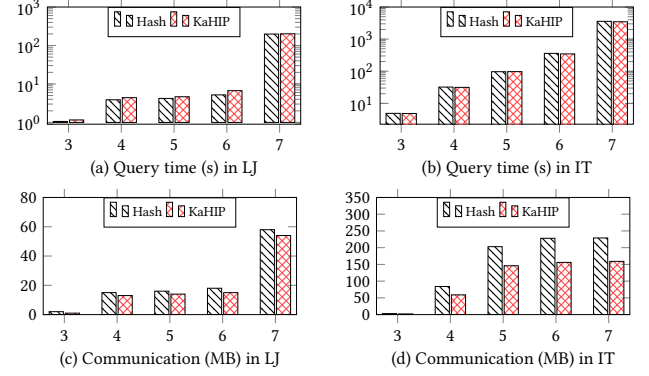 10^3
10^2
10^1
10^0
Hash KaHIP
3 4 5 6 7
(a) Query time (s) in LJ
10^4
10^3
10^2
10^1
Hash KaHIP
3 4 5 6 7
(b) Query time (s) in IT
80
60
40
20
0
Hash KaHIP
3 4 5 6 7
(c) Communication (MB) in LJ
350
300
250
200
150
100
50
0
Hash KaHIP
3 4 5 6 7
(d) Communication (MB) in IT